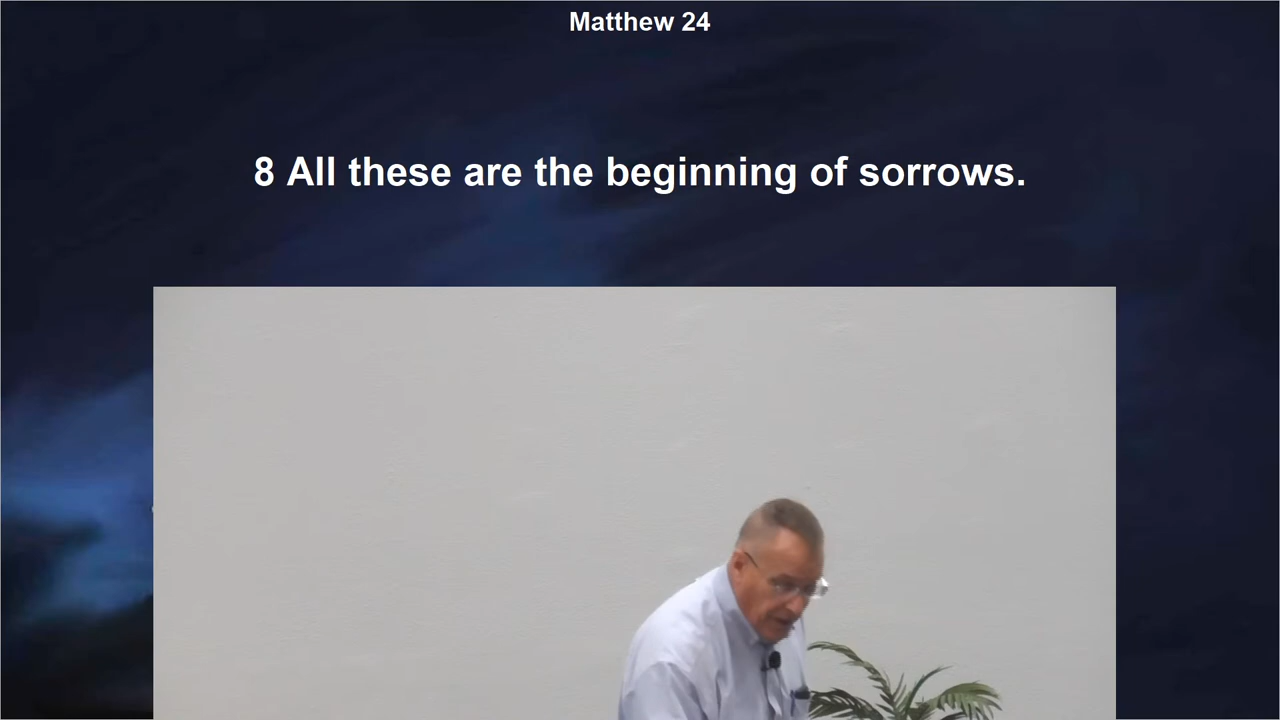 Matthew 24
8 All these are the beginning of sorrows.